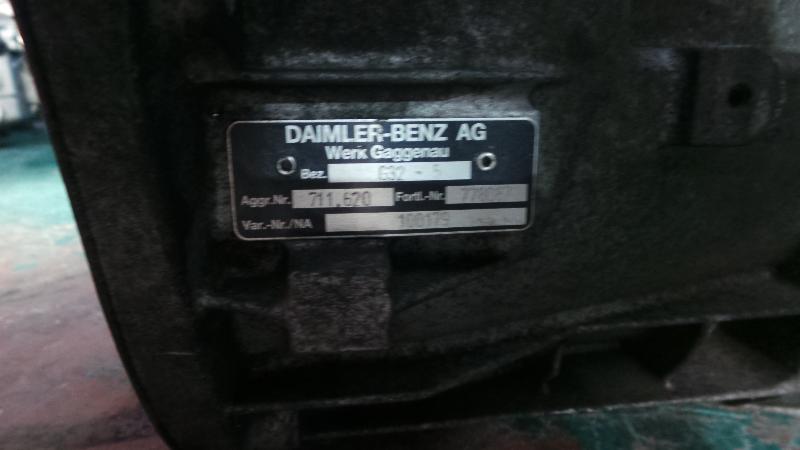 DAIMLER-BENZ AG
Werk Gaggenau
Bez. G32 - 5
Aggr.Nr. 711.620 Fortl.-Nr.
Var.-Nr./NA 100179